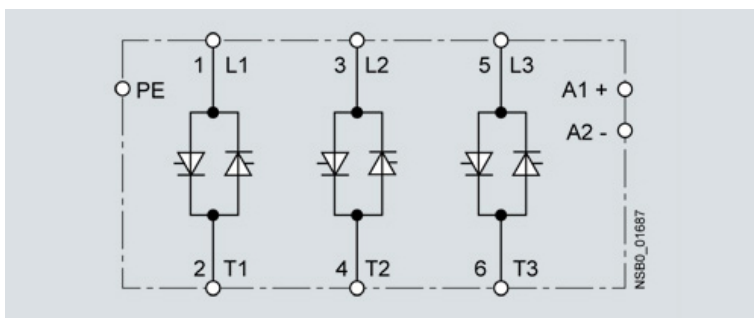 1 L1
3 L2
5 L3
PE
A1 +
A2 -
2 T1
4 T2
6 T3
NSB0_01687